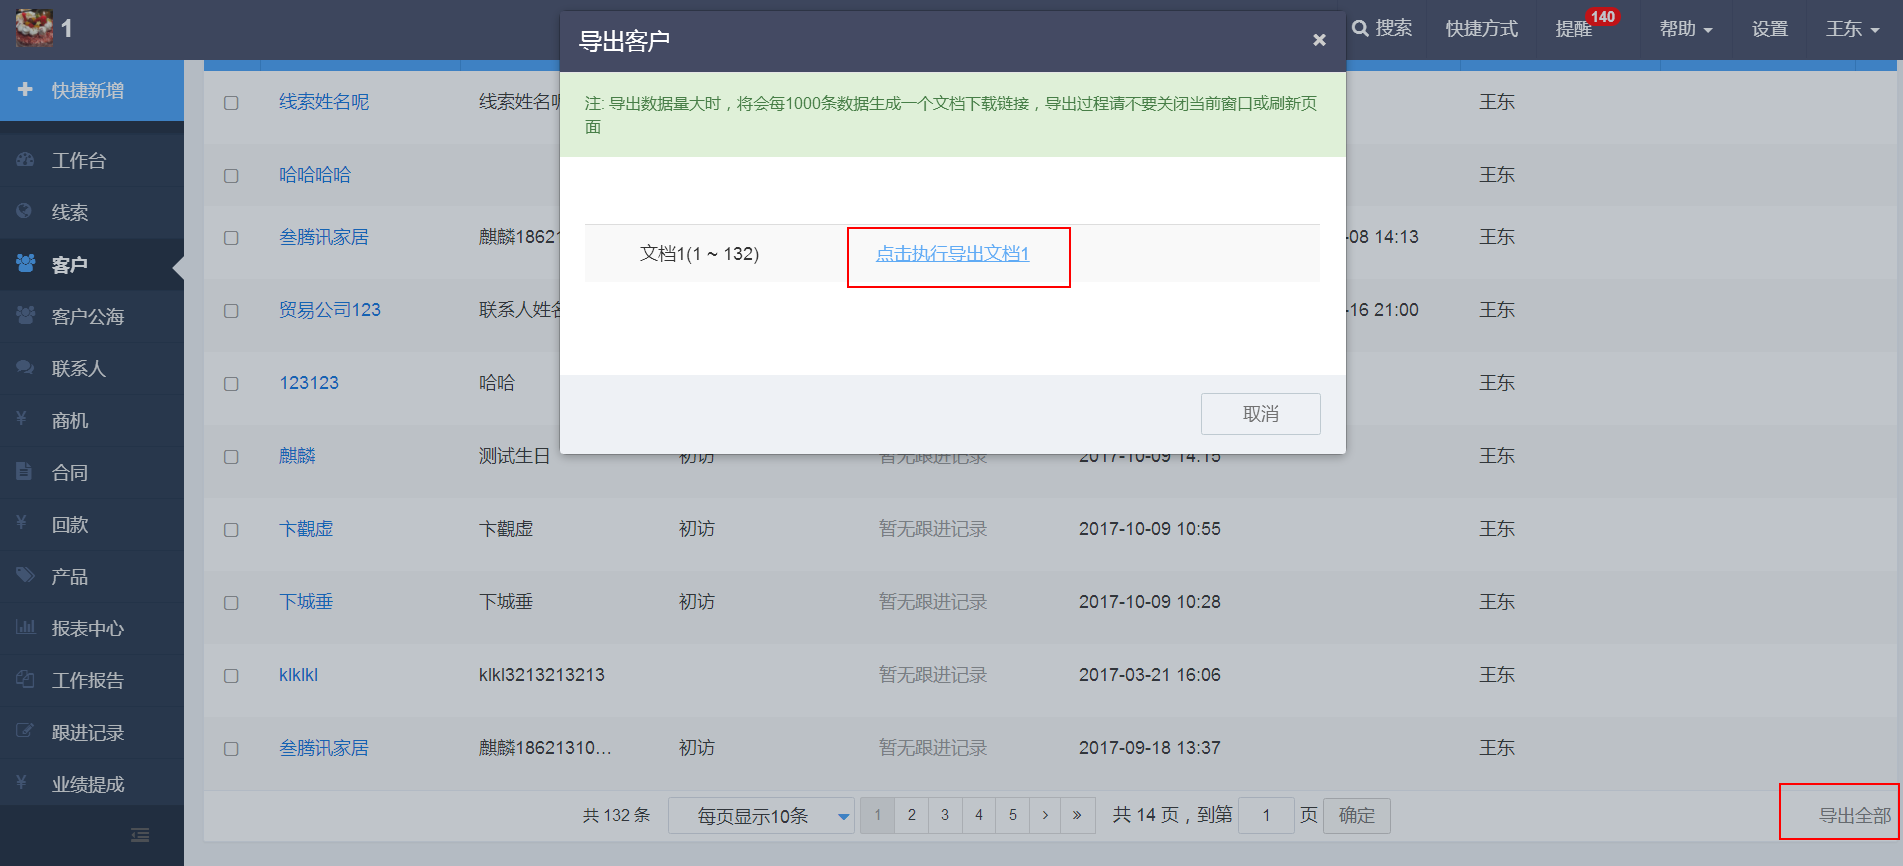 1
搜索
快捷方式
提醒
140
帮助
设置
王东
快捷新增
工作台
线索
客户
客户公海
联系人
商机
合同
回款
产品
报表中心
工作报告
跟进记录
业绩提成
导出客户
×
注: 导出数据量大时，将会每1000条数据生成一个文档下载链接，导出过程请不要关闭当前窗口或刷新页
面
文档1(1 ~ 132) 点击执行导出文档1
取消
线索姓名呢 线索姓名 王东
哈哈哈哈 王东
叁腾讯家居 麒麟1862 -08 14:13 王东
贸易公司123 联系人姓 -16 21:00 王东
123123 哈哈 王东
麒麟 测试生日 初访 暂无跟进记录 2017-10-09 14:15 王东
卞觀虚 卞觀虚 初访 暂无跟进记录 2017-10-09 10:55 王东
下城垂 下城垂 初访 暂无跟进记录 2017-10-09 10:28 王东
klklkl klkl3213213213 暂无跟进记录 2017-03-21 16:06 王东
叁腾讯家居 麒麟18621310… 初访 暂无跟进记录 2017-09-18 13:37 王东
共 132 条 每页显示10条 1 2 3 4 5 › » 共 14 页，到第 1 页 确定 导出全部